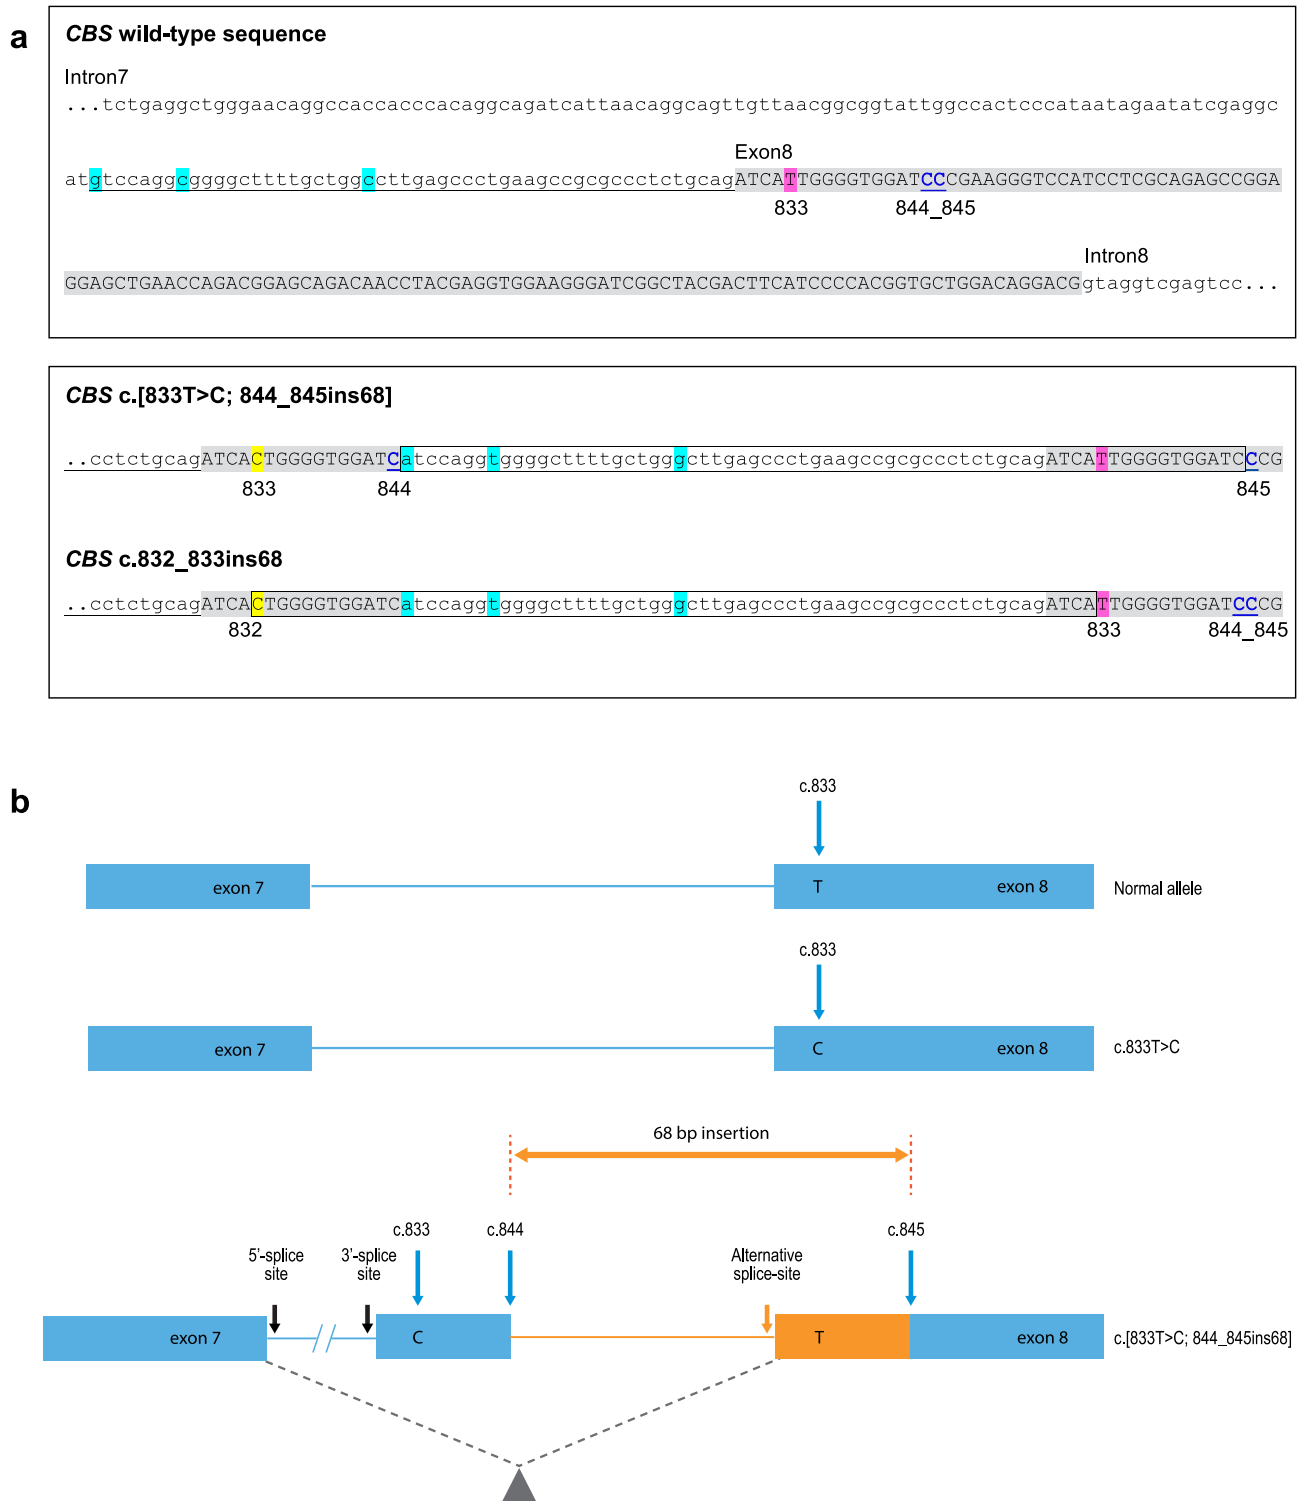 a
CBS wild-type sequence
Intron7
...tctgaggctgggaacaggccaccacccacaggcagatcattaacaggcagttgttaacggcggtattggccactcccataatagaatatcgaggc
Exon8
atgtccaggcggggcttttgctggccttgagccctgaagccgcgccctctgcagATCATTGGGGTGGATCCCGAAGGGTCCATCCTCGCAGAGCCGGA
833 844_845
Intron8
GGAGCTGAACCAGACGGAGCAGACAACCTACGAGGTGGAAGGGATCGGCTACGACTTCATCCCCACGGTGCTGGACAGGACGgtaggtcgagtcc...
CBS c.[833T>C; 844_845ins68]
..cctctgcagATCACTGGGGTGGATCatccaggtggggcttttgctgggcttgagccctgaagccgcgccctctgcagATCATTGGGGTGGATCCCG
833 844 845
CBS c.832_833ins68
..cctctgcagATCACTGGGGTGGATCatccaggtggggcttttgctgggcttgagccctgaagccgcgccctctgcagATCATTGGGGTGGATCCCG
832 833 844_845
b
c.833
exon 7 T exon 8 Normal allele
c.833
exon 7 C exon 8 c.833T>C
68 bp insertion
c.833 c.844 c.845
5'-splice site 3'-splice site Alternative splice-site
exon 7 C T exon 8 c.[833T>C; 844_845ins68]